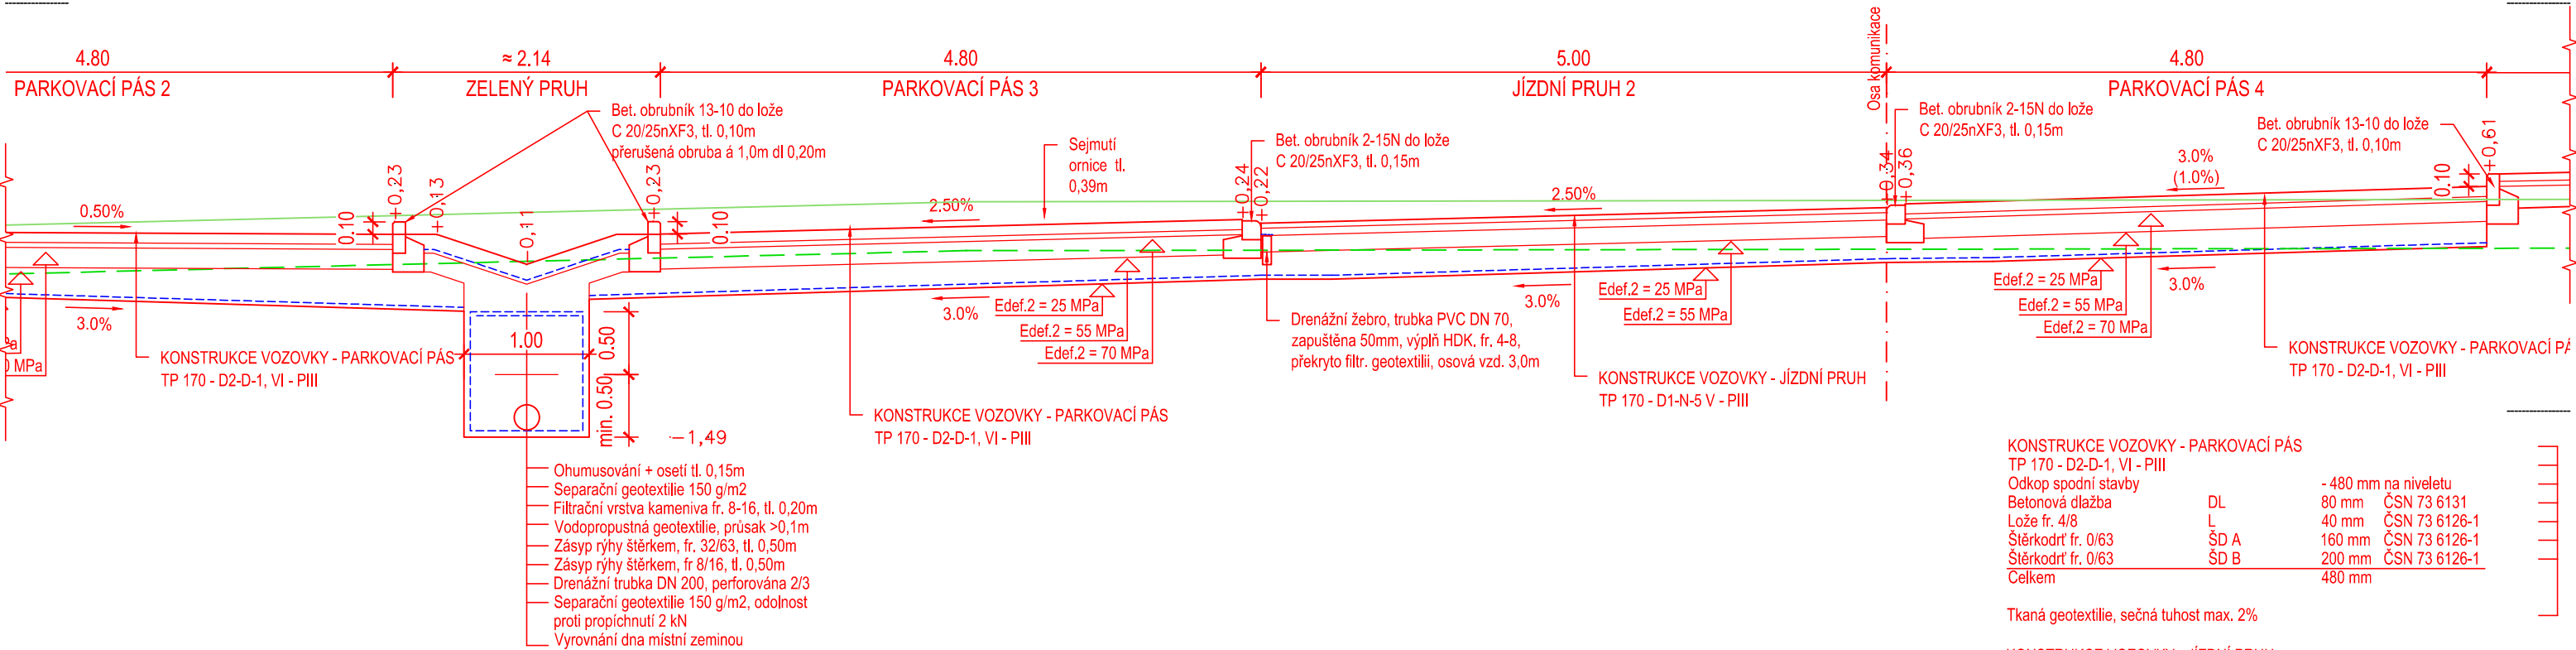 4.80
≈ 2.14
4.80
5.00
4.80
PARKOVACÍ PÁS 2
ZELENÝ PRUH
PARKOVACÍ PÁS 3
JÍZDNÍ PRUH 2
Osa komunikace
PARKOVACÍ PÁS 4
Bet. obrubník 13-10 do lože
C 20/25nXF3, tl. 0,10m
přerušená obruba á 1,0m dl 0,20m
Sejmutí
ornice tl.
0,39m
Bet. obrubník 2-15N do lože
C 20/25nXF3, tl. 0,15m
Bet. obrubník 2-15N do lože
C 20/25nXF3, tl. 0,15m
Bet. obrubník 13-10 do lože
C 20/25nXF3, tl. 0,10m
0,50%
0.10
+0,23
+0,13
-0,11
+0,23
0.10
2.50%
+0,24
+0,22
2.50%
+0,34
+0,36
3.0%
(1.0%)
0.10
+0,61
3.0%
0 MPa
KONSTRUKCE VOZOVKY - PARKOVACÍ PÁS
TP 170 - D2-D-1, VI - PIII
1.00
0.50
min. 0.50
-1,49
3.0%
Edef.2 = 25 MPa
Edef.2 = 55 MPa
Edef.2 = 70 MPa
KONSTRUKCE VOZOVKY - PARKOVACÍ PÁS
TP 170 - D2-D-1, VI - PIII
Drenážní žebro, trubka PVC DN 70,
zapuštěna 50mm, výplň HDK, fr. 4-8,
překryto filtr. geotextilii, osová vzd. 3,0m
3.0%
Edef.2 = 25 MPa
Edef.2 = 55 MPa
KONSTRUKCE VOZOVKY - JÍZDNÍ PRUH
TP 170 - D1-N-5 V - PIII
Edef.2 = 25 MPa
Edef.2 = 55 MPa
Edef.2 = 70 MPa
3.0%
KONSTRUKCE VOZOVKY - PARKOVACÍ
TP 170 - D2-D-1, VI - PIII
Ohumusování + osetí tl. 0,15m
Separační geotextilie 150 g/m2
Filtrační vrstva kameniva fr. 8-16, tl. 0,20m
Vodopropustná geotextilie, průsak >0,1m
Zásyp rýhy štěrkem, fr. 32/63, tl. 0,50m
Zásyp rýhy štěrkem, fr 8/16, tl. 0,50m
Drenážní trubka DN 200, perforována 2/3
Separační geotextilie 150 g/m2, odolnost
proti propíchnutí 2 kN
Vyrovnání dna místní zeminou
KONSTRUKCE VOZOVKY - PARKOVACÍ PÁS
TP 170 - D2-D-1, VI - PIII
Odkop spodní stavby - 480 mm na niveletu
Betonová dlažba DL 80 mm ČSN 73 6131
Lože fr. 4/8 L 40 mm ČSN 73 6126-1
Štěrkodrť fr. 0/63 ŠD A 160 mm ČSN 73 6126-1
Štěrkodrť fr. 0/63 ŠD B 200 mm ČSN 73 6126-1
Celkem 480 mm
Tkaná geotextilie, sečná tuhost max. 2%